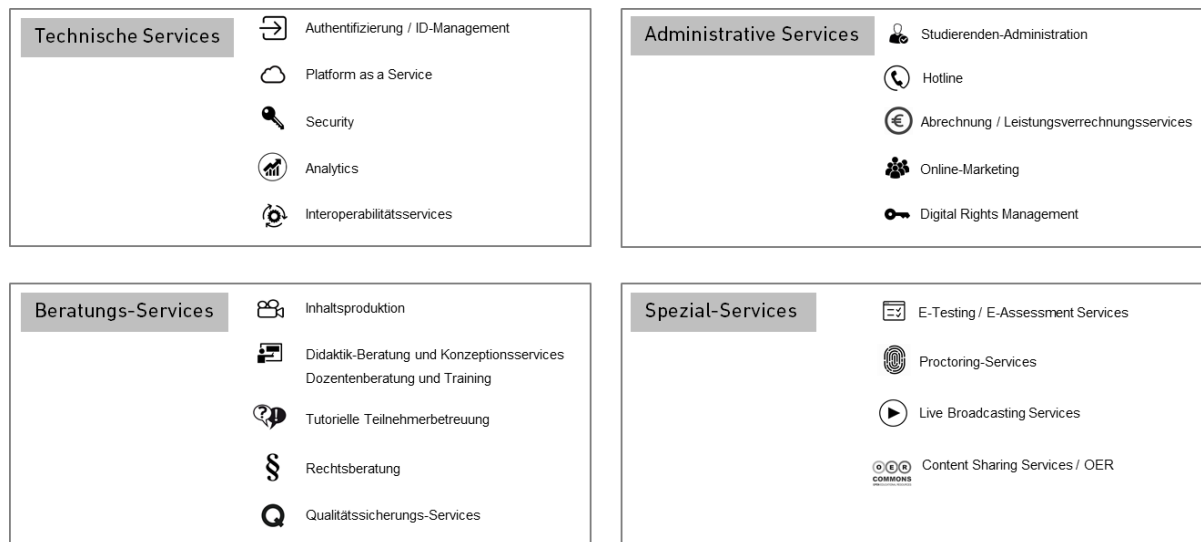 Technische Services
Authentifizierung / ID-Management
Platform as a Service
Security
Analytics
Interoperabilitätsservices
Administrative Services
Studierenden-Administration
Hotline
€ Abrechnung / Leistungsverrechnungsservices
Online-Marketing
Digital Rights Management
Beratungs-Services
Inhaltsproduktion
Didaktik-Beratung und Konzeptionsservices
Dozentenberatung und Training
?! Tutorielle Teilnehmerbetreuung
§ Rechtsberatung
Q Qualitätssicherungs-Services
Spezial-Services
E-Testing / E-Assessment Services
Proctoring-Services
Live Broadcasting Services
OER
COMMONS
Content Sharing Services / OER